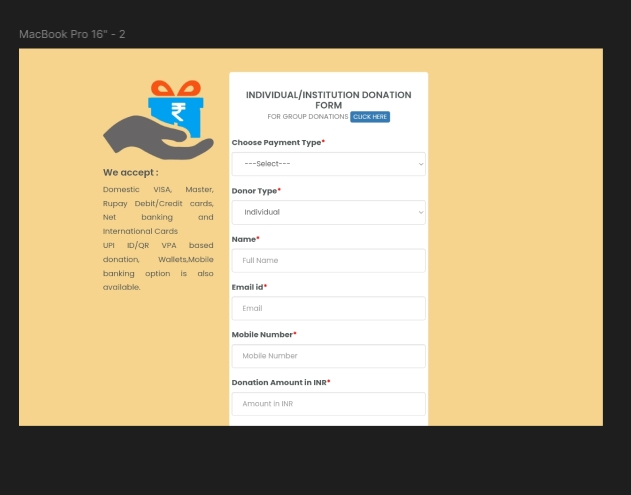 MacBook Pro 16" - 2
₹
We accept :
Domestic VISA, Master,
Rupay Debit/Credit cards,
Net banking and
International Cards
UPI ID/QR VPA based
donation, Wallets,Mobile
banking option is also
available.
INDIVIDUAL/INSTITUTION DONATION
FORM
FOR GROUP DONATIONS CLICK HERE
Choose Payment Type*
---Select---
Donor Type*
Individual
Name*
Full Name
Email id*
Email
Mobile Number*
Mobile Number
Donation Amount in INR*
Amount in INR